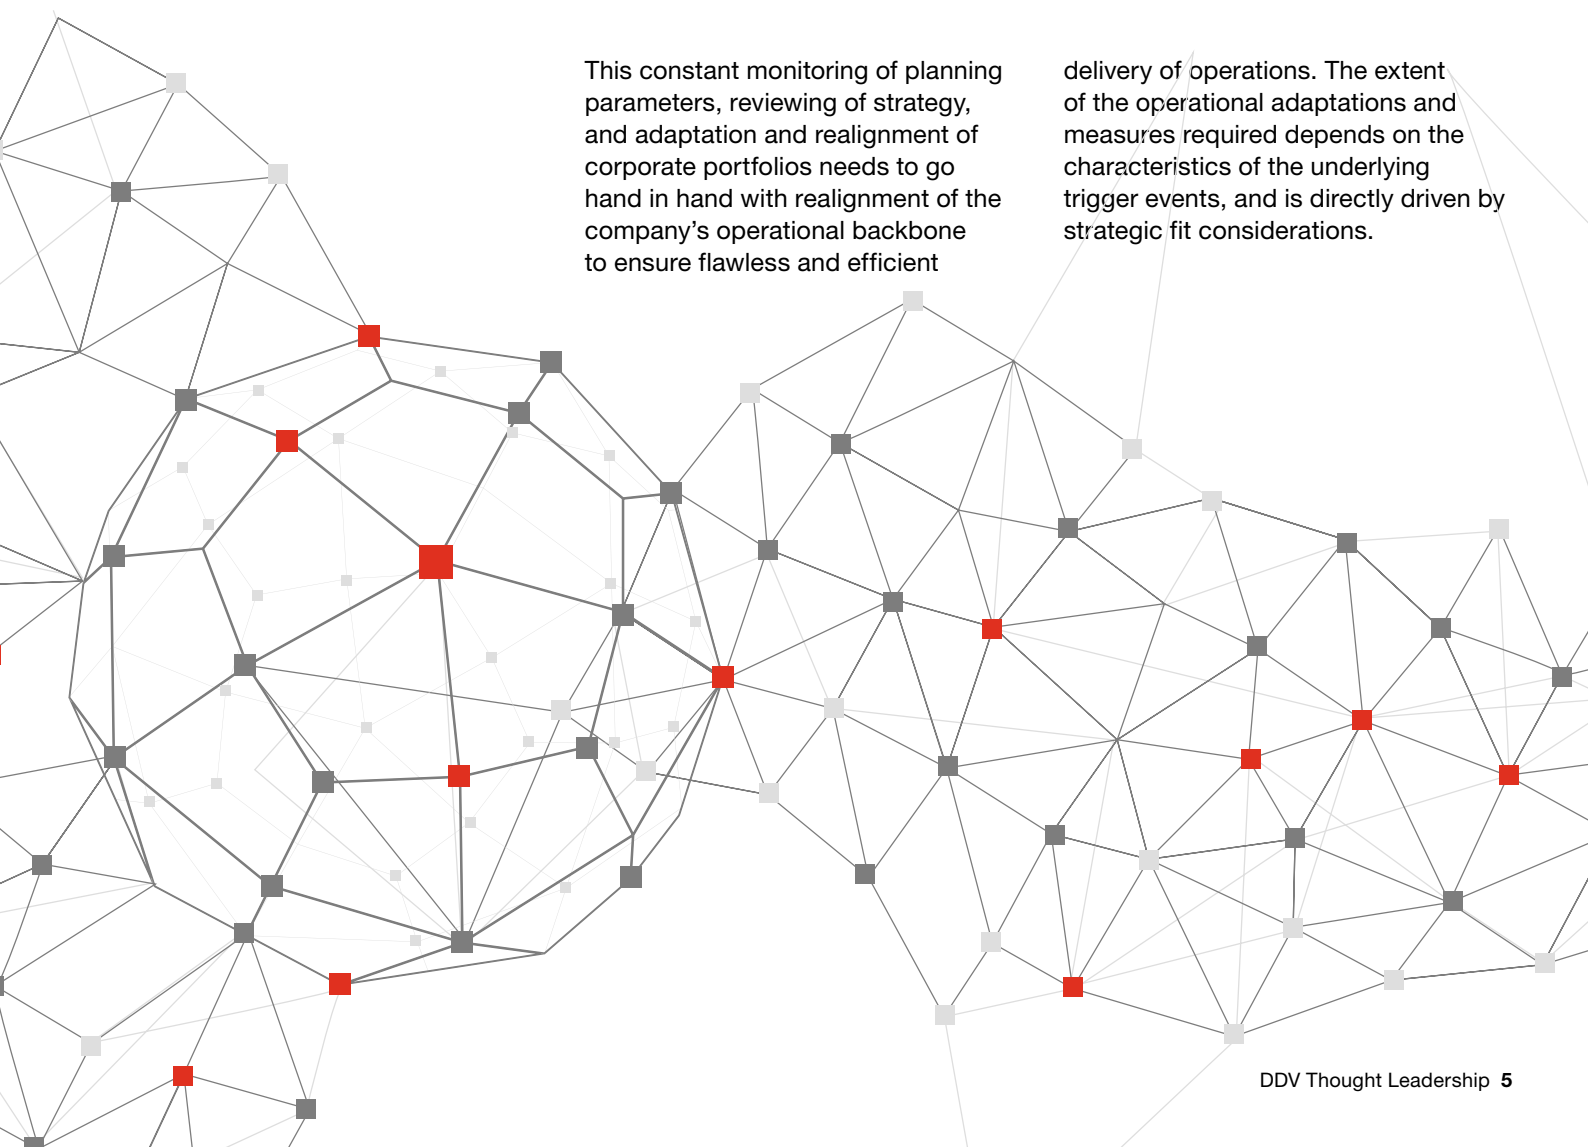 This constant monitoring of planning
parameters, reviewing of strategy,
and adaptation and realignment of
corporate portfolios needs to go
hand in hand with realignment of the
company’s operational backbone
to ensure flawless and efficient
delivery of operations. The extent
of the operational adaptations and
measures required depends on the
characteristics of the underlying
trigger events, and is directly driven by
strategic fit considerations.
DDV Thought Leadership 5